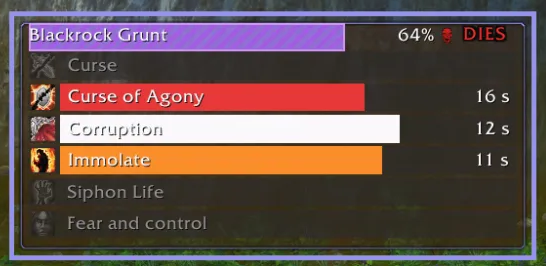 Blackrock Grunt 64% DIES
Curse
Curse of Agony 16 s
Corruption 12 s
Immolate 11 s
Siphon Life
Fear and control